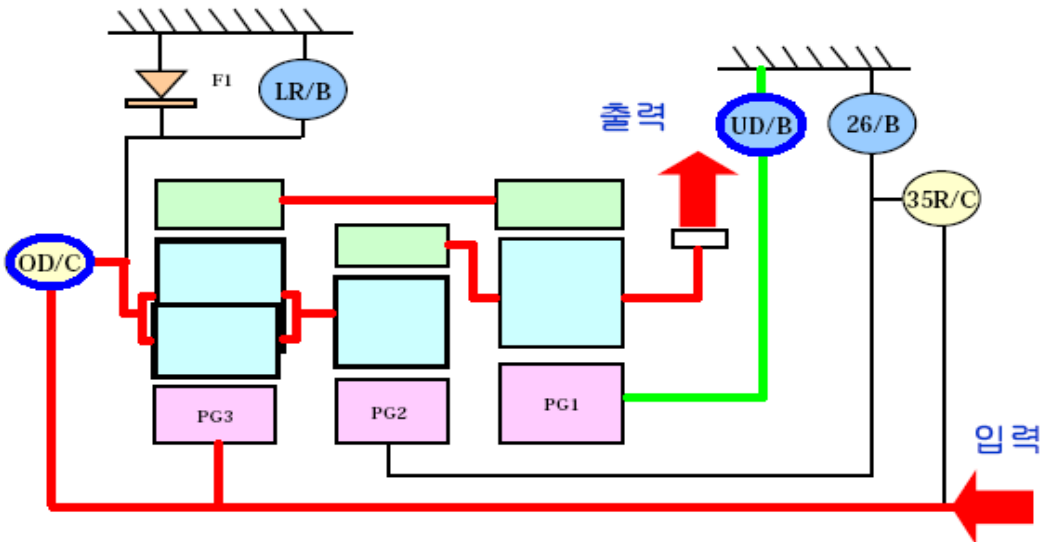 F1
LR/B
출력
UD/B
26/B
35R/C
OD/C
PG3
PG2
PG1
입력